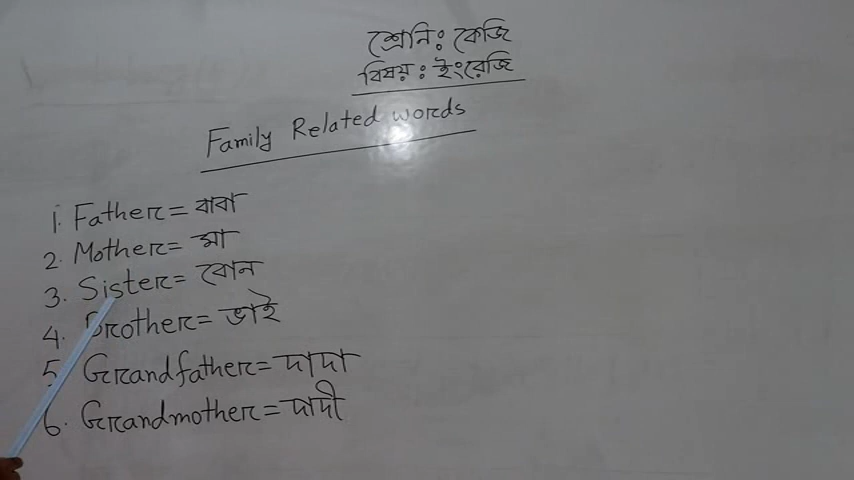 শ্রেনি: কেজি
বিষয়: ইংরেজি
Family Related words
1. Father = বাবা
2. Mother = মা
3. Sister = বোন
4. Brother = ভাই
5 Grandfather = দাদা
6. Grandmother = দাদী